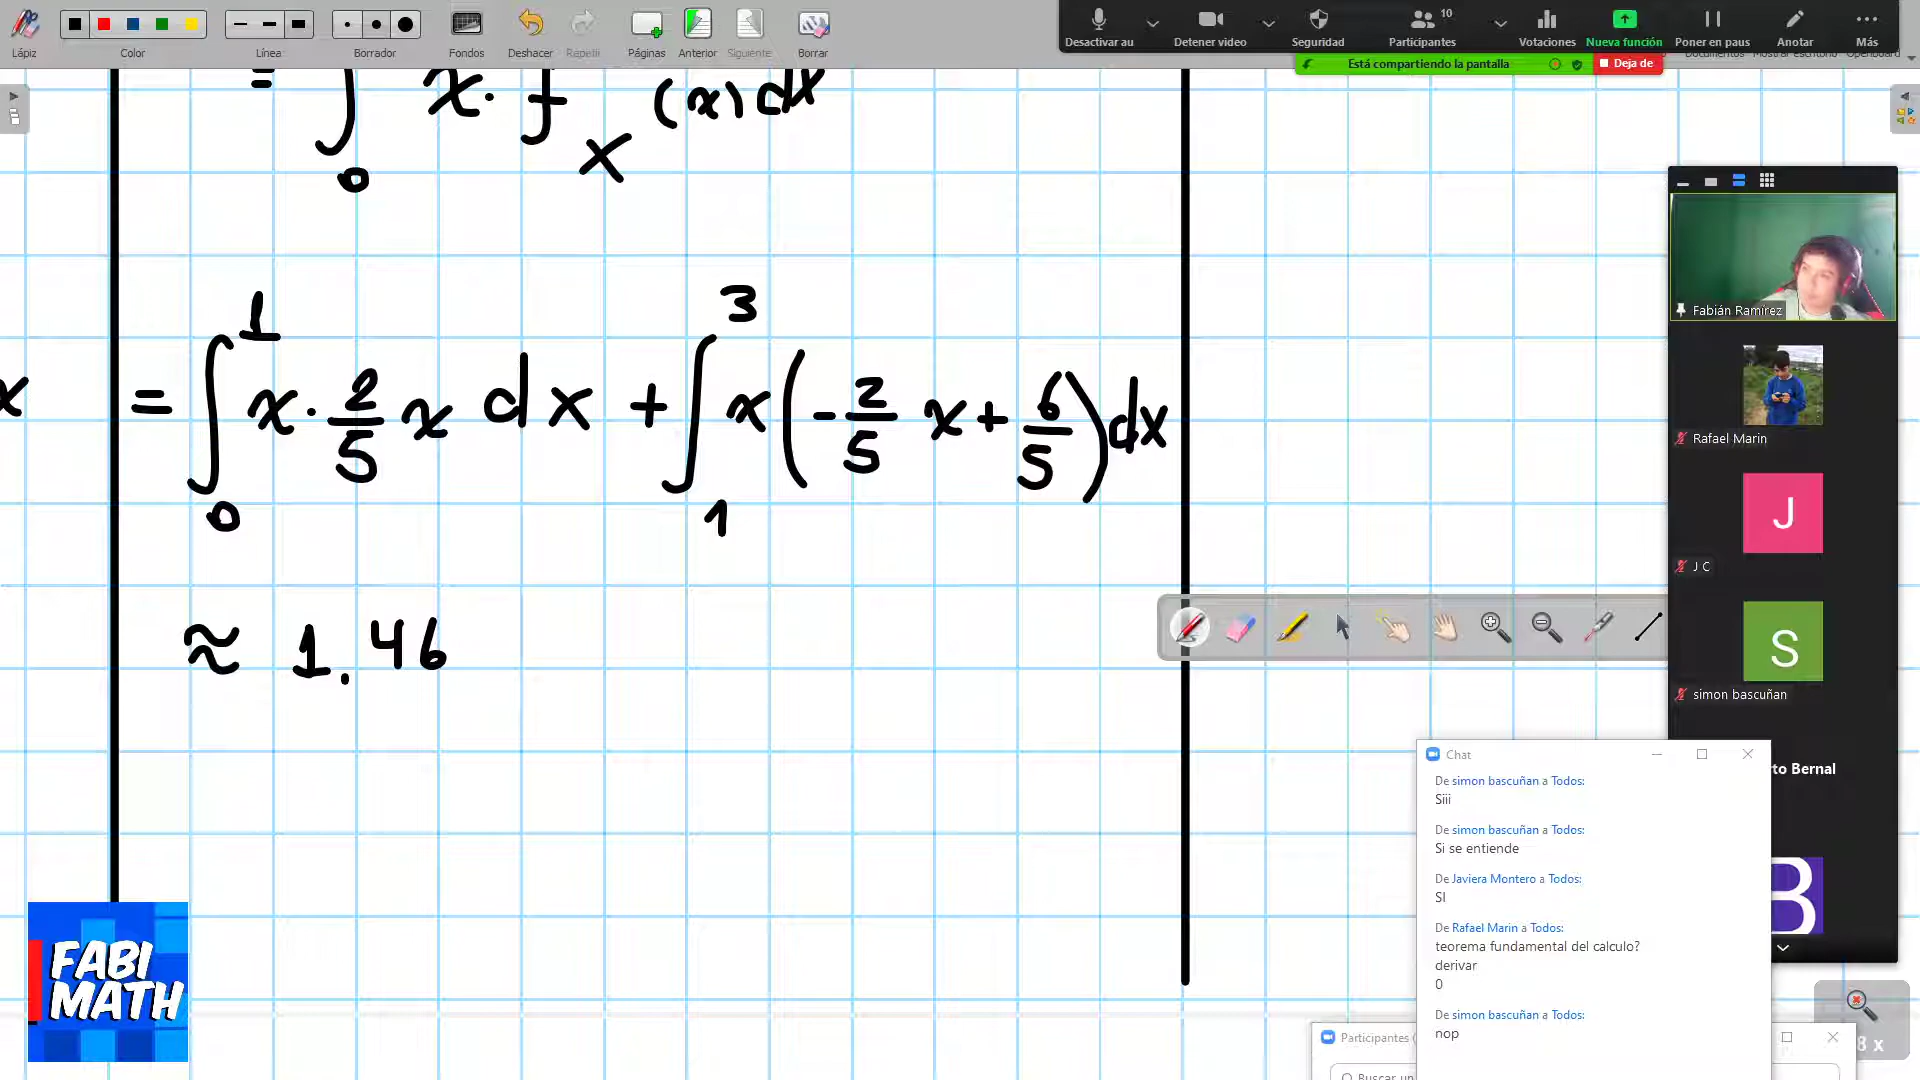 Lápiz
Color
Línea
Borrador
Fondos
Deshacer
Repetir
Páginas
Anterior
Siguiente
Borrar
Desactivar au
Detener video
Seguridad
Participantes
10
Votaciones
Nueva función
Poner en paus
Anotar
Más
Está compartiendo la pantalla
Deja de
= ∫ x · f (x) dx
0
x
x = ∫₀¹ x · 2/5 x dx + ∫₁³ x ( - 2/5 x + 6/5 ) dx
≈ 1.46
Fabián Ramírez
Rafael Marin
J
J C
S
simon bascuñan
to Bernal
B
Chat
De simon bascuñan a Todos:
Siii
De simon bascuñan a Todos:
Si se entiende
De Javiera Montero a Todos:
SI
De Rafael Marin a Todos:
teorema fundamental del calculo?
derivar
0
De simon bascuñan a Todos:
nop
Participantes (
Buscar un
8 x
FABI
MATH